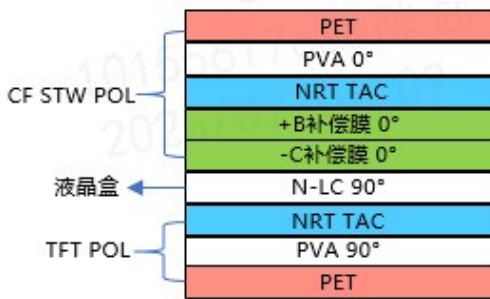 PET
PVA 0°
CF STW POL
NRT TAC
+B补偿膜 0°
-C补偿膜 0°
液晶盒
N-LC 90°
NRT TAC
TFT POL
PVA 90°
PET